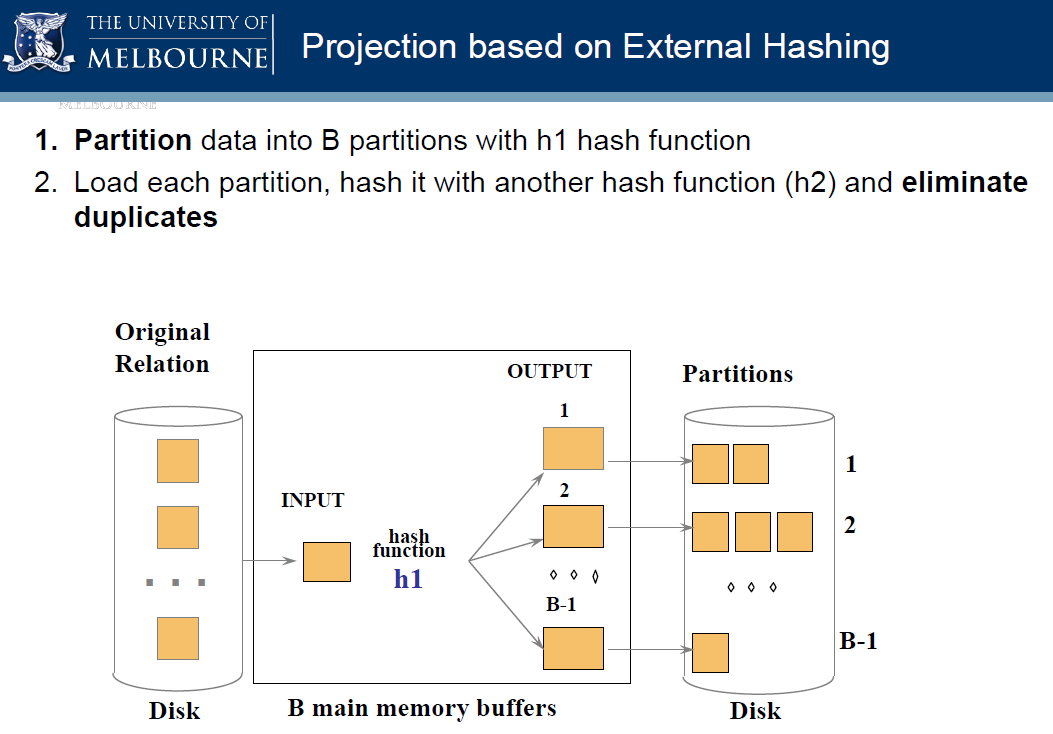 THE UNIVERSITY OF
MELBOURNE
Projection based on External Hashing
MELBOURNE
1. Partition data into B partitions with h1 hash function
2. Load each partition, hash it with another hash function (h2) and eliminate
duplicates
Original
Relation
OUTPUT
Partitions
1
1
INPUT
2
2
hash
function
h1
B-1
B-1
Disk
B main memory buffers
Disk